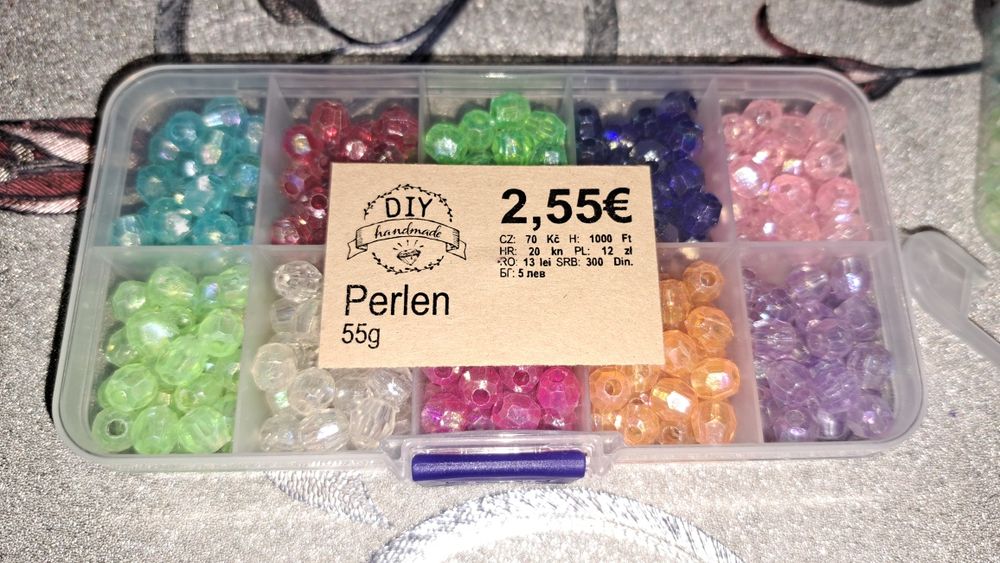 DIY
handmade
2,55€
CZ: 70 Kč H: 1000 Ft
HR: 20 kn PL: 12 zł
RO: 13 lei SRB: 300 Din.
БГ: 5 лев
Perlen
55g